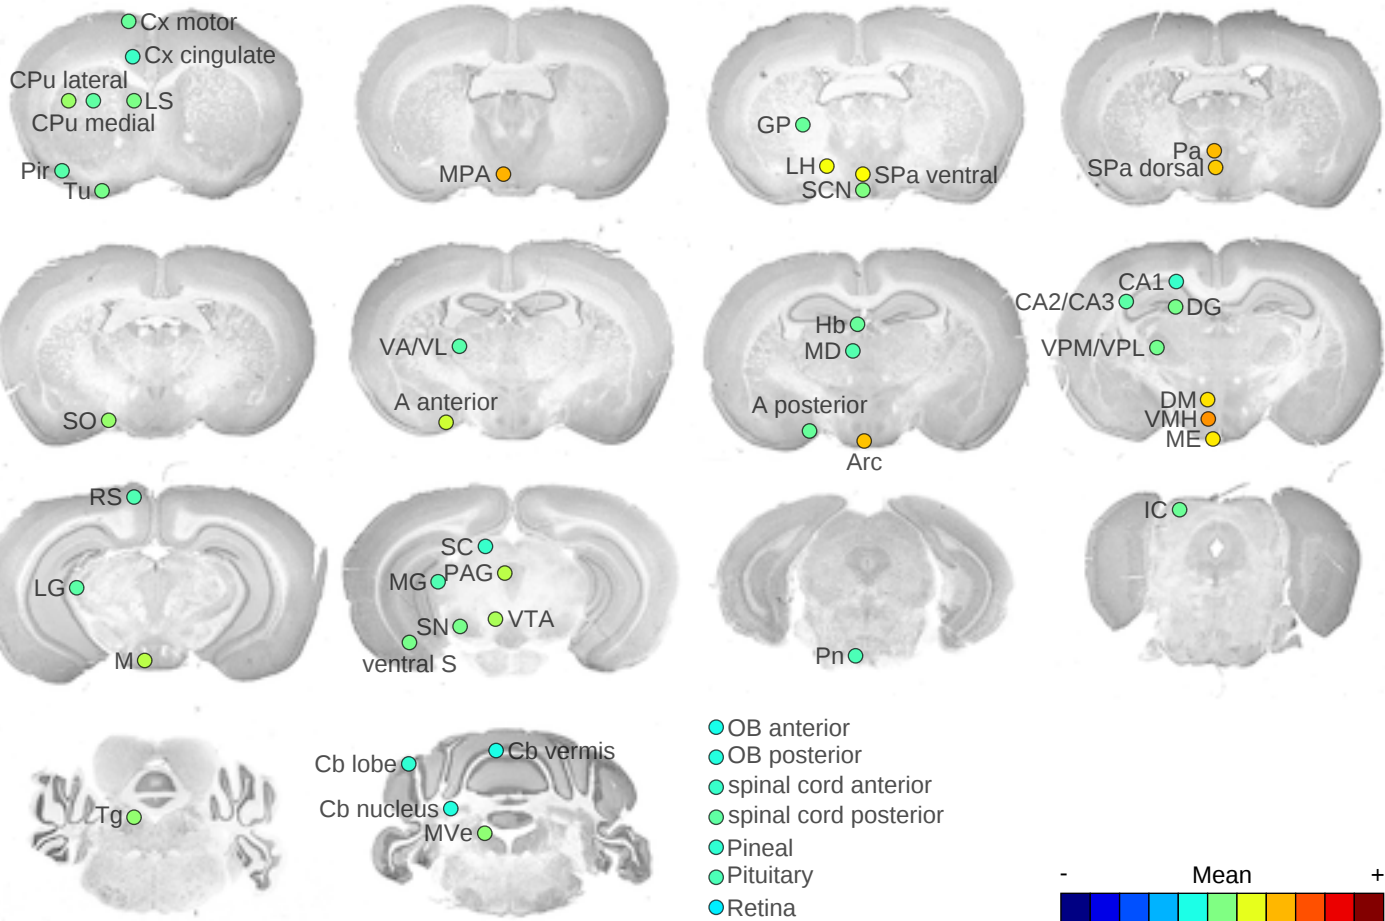 Cx motor
Cx cingulate
CPu lateral
LS
CPu medial
Pir
Tu
MPA
GP
LH
SPa ventral
SCN
Pa
SPa dorsal
SO
VA/VL
A anterior
Hb
MD
A posterior
Arc
CA1
CA2/CA3
DG
VPM/VPL
DM
VMH
ME
RS
LG
M
SC
MG
PAG
SN
VTA
ventral S
Pn
IC
Tg
Cb lobe
Cb vermis
Cb nucleus
MVe
OB anterior
OB posterior
spinal cord anterior
spinal cord posterior
Pineal
Pituitary
Retina
- Mean +